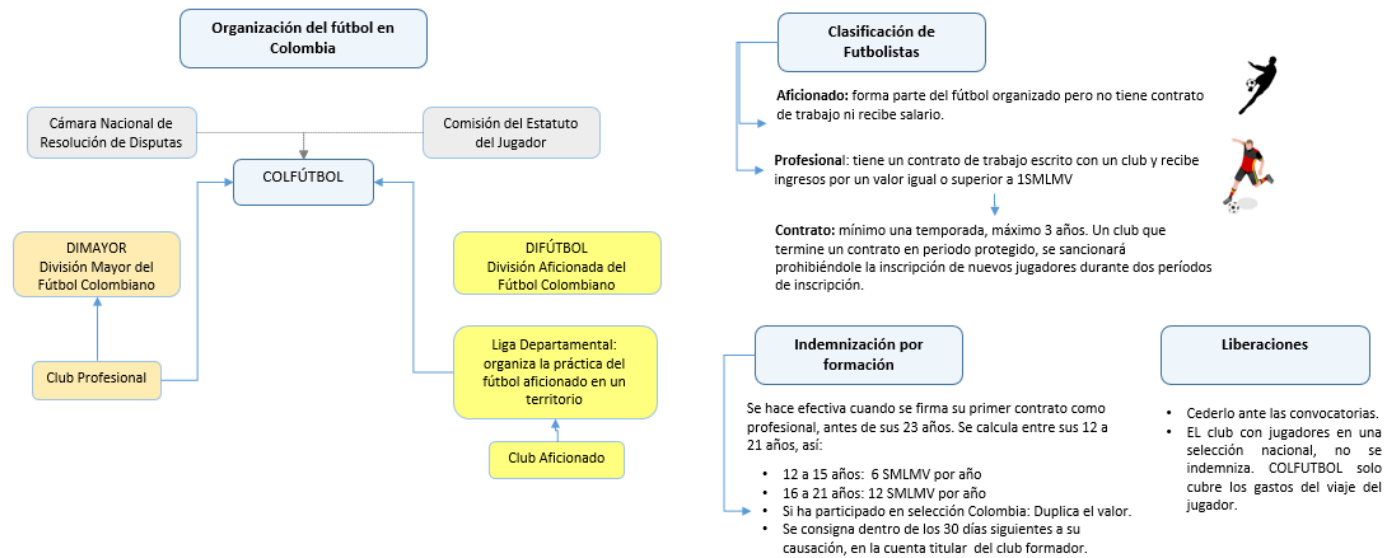 Organización del fútbol en
Colombia
Cámara Nacional de
Resolución de Disputas
Comisión del Estatuto
del Jugador
COLFÚTBOL
DIMAYOR
División Mayor del
Fútbol Colombiano
DIFÚTBOL
División Aficionada del
Fútbol Colombiano
Club Profesional
Liga Departamental:
organiza la práctica del
fútbol aficionado en un
territorio
Club Aficionado
Clasificación de
Futbolistas
Aficionado: forma parte del fútbol organizado pero no tiene contrato
de trabajo ni recibe salario.
Profesional: tiene un contrato de trabajo escrito con un club y recibe
ingresos por un valor igual o superior a 1SMLMV
Contrato: mínimo una temporada, máximo 3 años. Un club que
termine un contrato en periodo protegido, se sancionará
prohibiéndole la inscripción de nuevos jugadores durante dos períodos
de inscripción.
Indemnización por
formación
Se hace efectiva cuando se firma su primer contrato como
profesional, antes de sus 23 años. Se calcula entre sus 12 a
21 años, así:
• 12 a 15 años: 6 SMLMV por año
• 16 a 21 años: 12 SMLMV por año
• Si ha participado en selección Colombia: Duplica el valor.
• Se consigna dentro de los 30 días siguientes a su
causación, en la cuenta titular del club formador.
Liberaciones
• Cederlo ante las convocatorias.
• EL club con jugadores en una
selección nacional, no se
indemniza. COLFUTBOL solo
cubre los gastos del viaje del
jugador.